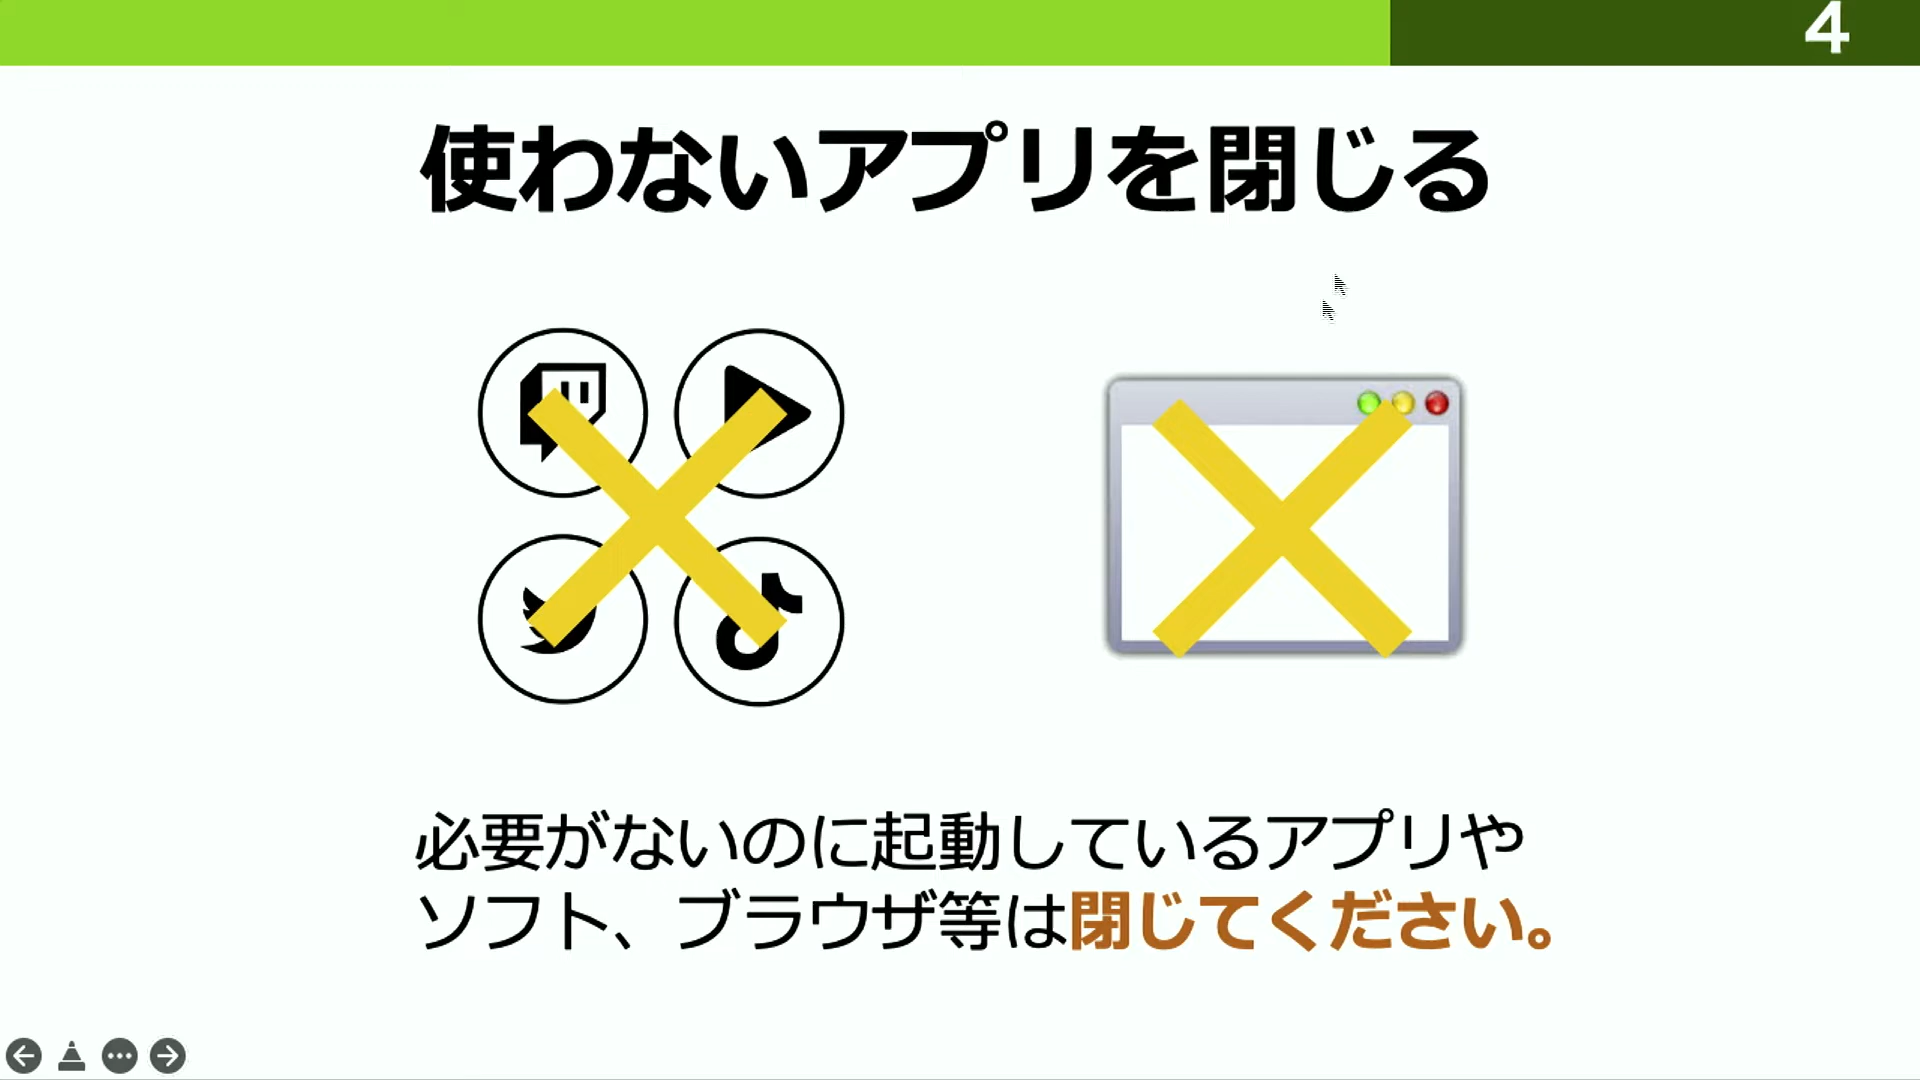 4
使わないアプリを閉じる
必要がないのに起動しているアプリや
ソフト、ブラウザ等は閉じてください。